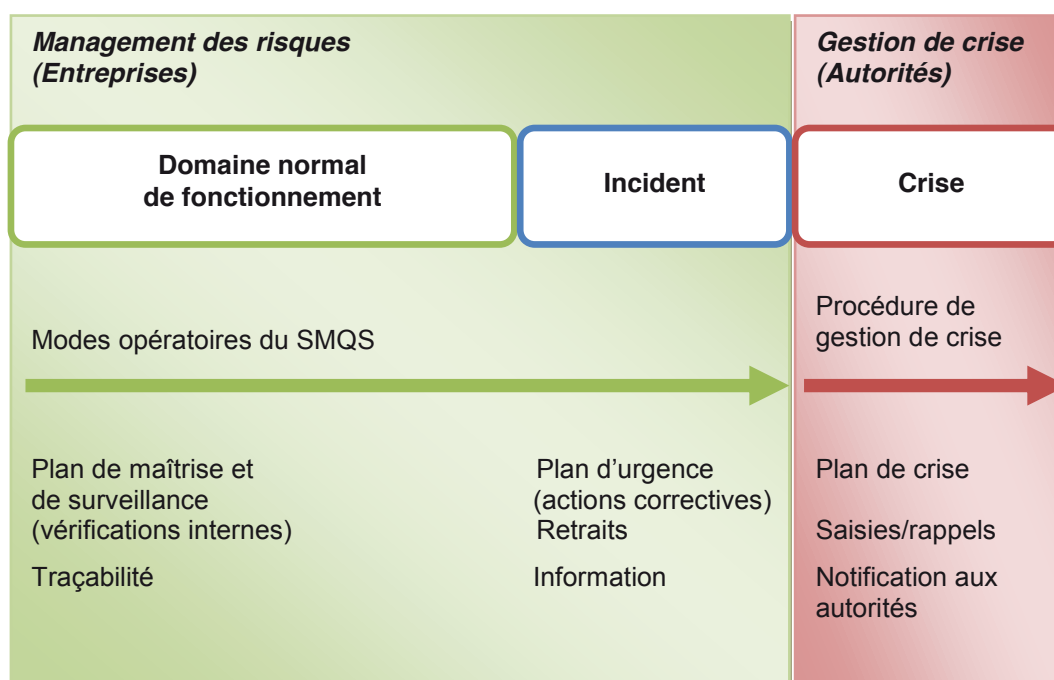 Management des risques
(Entreprises)
Gestion de crise
(Autorités)
Domaine normal
de fonctionnement
Incident
Crise
Modes opératoires du SMQS
Procédure de
gestion de crise
Plan de maîtrise et
de surveillance
(vérifications internes)
Traçabilité
Plan d’urgence
(actions correctives)
Retraits
Information
Plan de crise
Saisies/rappels
Notification aux
autorités